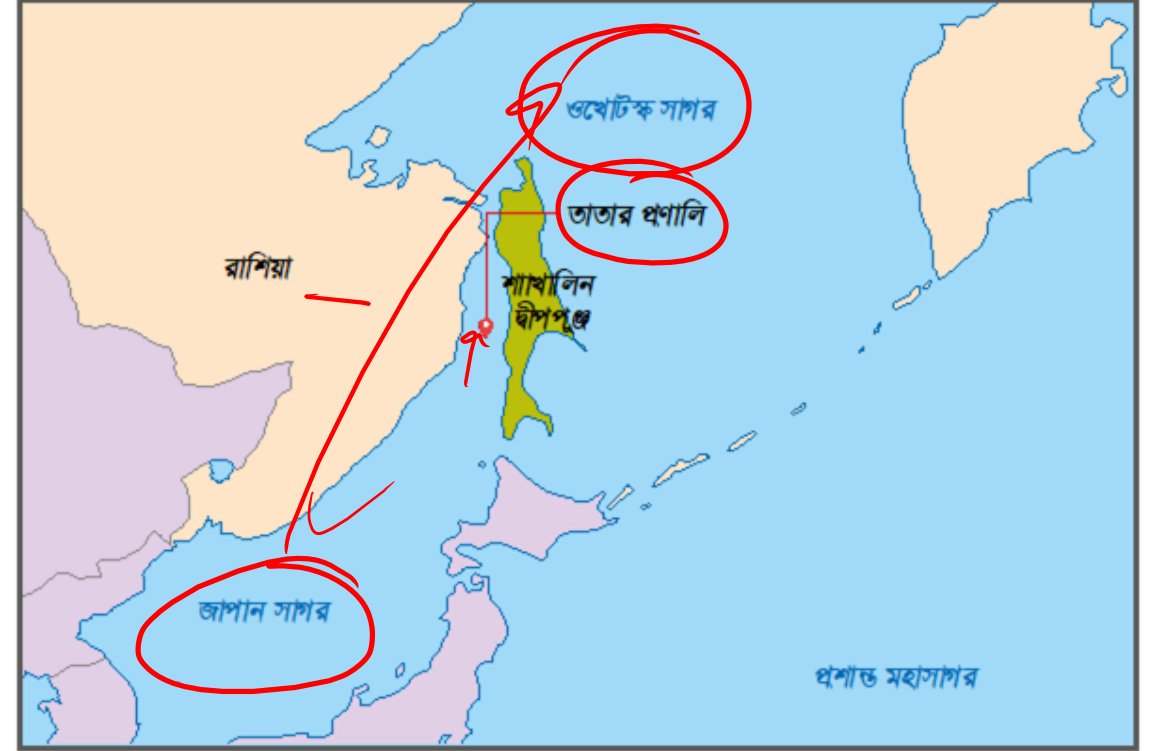 ওখোটস্ক সাগর
তাতার প্রণালি
রাশিয়া
শাখালিন
দ্বীপপুঞ্জ
জাপান সাগর
প্রশান্ত মহাসাগর